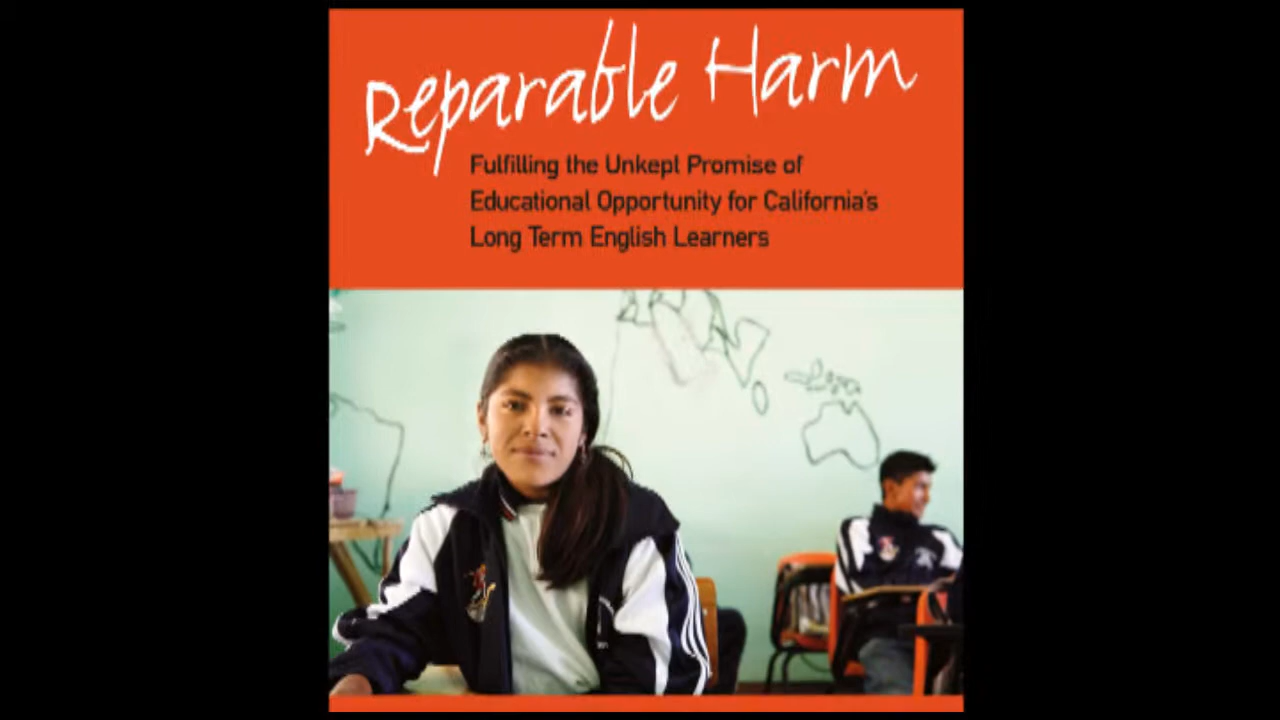 Reparable Harm
Fulfilling the Unkept Promise of
Educational Opportunity for California's
Long Term English Learners